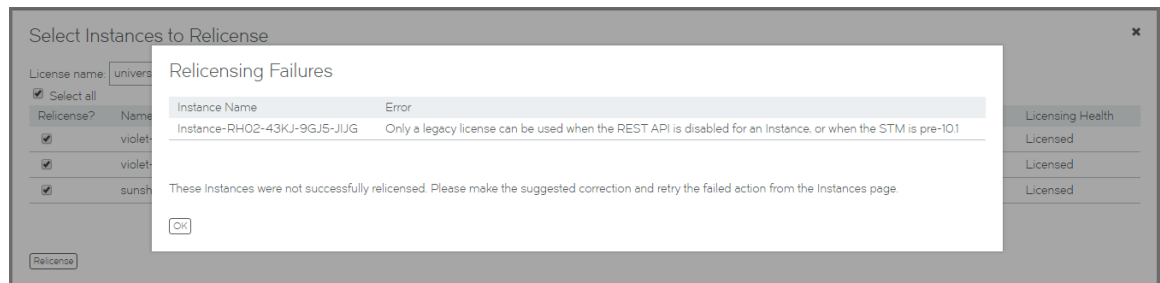 Select Instances to Relicense
License name: univers
Select all
Relicense? Name Licensing Health
violet- Licensed
violet- Licensed
sunsh Licensed
Relicense
Relicensing Failures
Instance Name Error
Instance-RH02-43KJ-9GJ5-JIJG Only a legacy license can be used when the REST API is disabled for an Instance, or when the STM is pre-10.1
These Instances were not successfully relicensed. Please make the suggested correction and retry the failed action from the Instances page.
OK